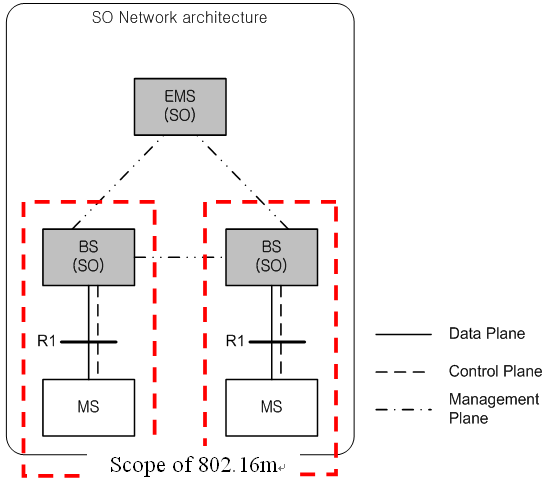 SO Network architecture
EMS
(SO)
BS
(SO)
BS
(SO)
R1
R1
MS
MS
Data Plane
Control Plane
Management
Plane
Scope of 802.16m